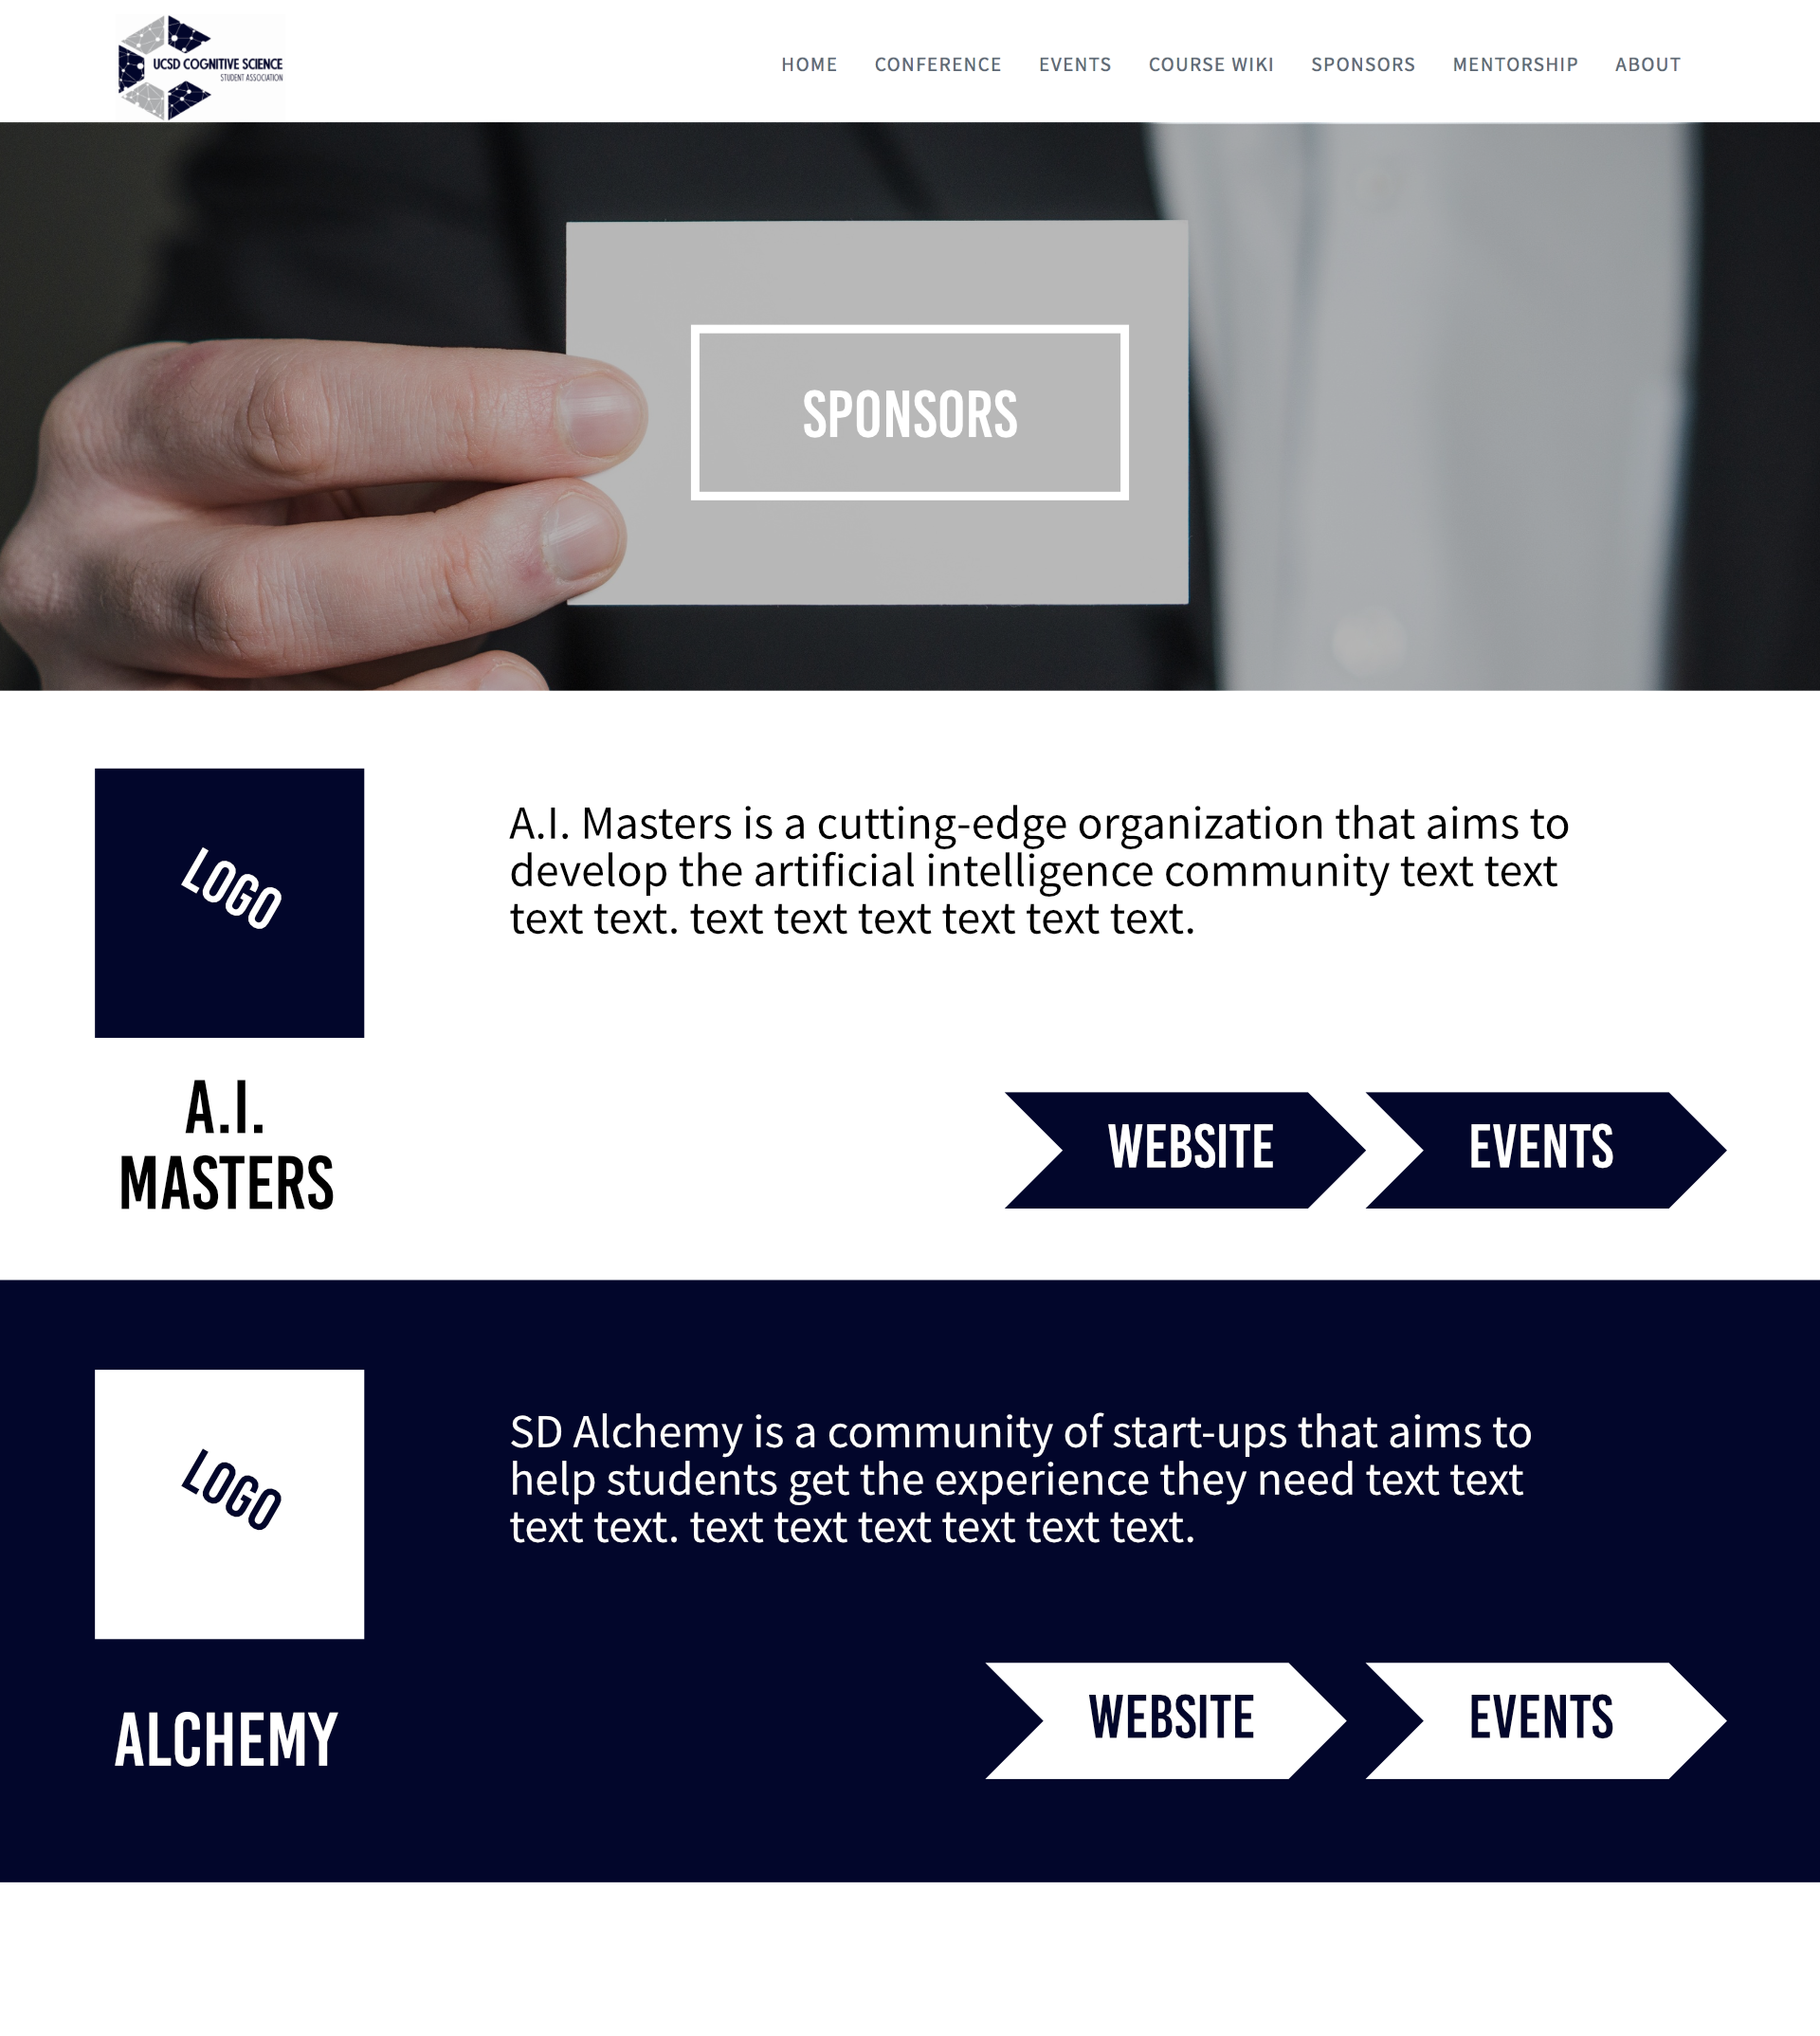 UCSD COGNITIVE SCIENCE
STUDENT ASSOCIATION
HOME CONFERENCE EVENTS COURSE WIKI SPONSORS MENTORSHIP ABOUT
SPONSORS
LOGO
A.I.
MASTERS
A.I. Masters is a cutting-edge organization that aims to
develop the artificial intelligence community text text
text text. text text text text text text.
WEBSITE EVENTS
LOGO
ALCHEMY
SD Alchemy is a community of start-ups that aims to
help students get the experience they need text text
text text. text text text text text text.
WEBSITE EVENTS